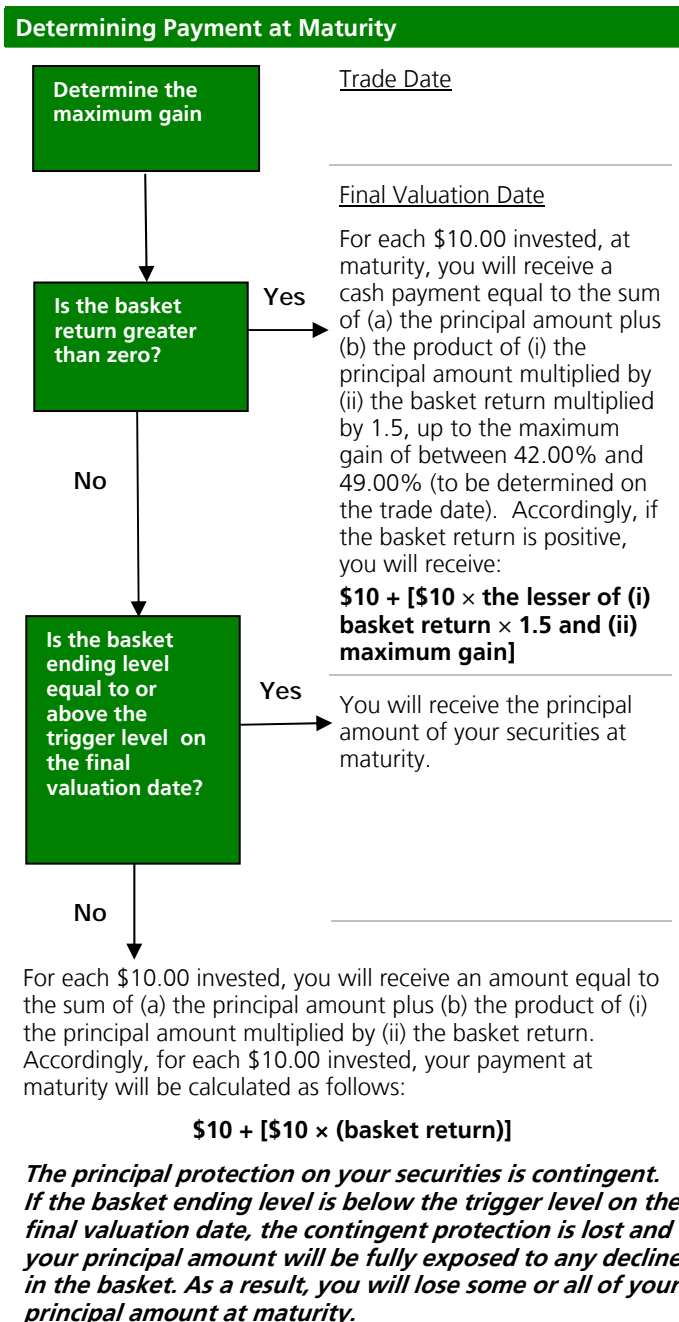 Determining Payment at Maturity
Determine the
maximum gain
Trade Date
Final Valuation Date
Is the basket
return greater
than zero?
Yes
For each $10.00 invested, at
maturity, you will receive a
cash payment equal to the sum
of (a) the principal amount plus
(b) the product of (i) the
principal amount multiplied by
(ii) the basket return multiplied
by 1.5, up to the maximum
gain of between 42.00% and
49.00% (to be determined on
the trade date). Accordingly, if
the basket return is positive,
you will receive:
$10 + [$10 × the lesser of (i)
basket return × 1.5 and (ii)
maximum gain]
No
Is the basket
ending level
equal to or
above the
trigger level on
the final
valuation date?
Yes
You will receive the principal
amount of your securities at
maturity.
No
For each $10.00 invested, you will receive an amount equal to
the sum of (a) the principal amount plus (b) the product of (i)
the principal amount multiplied by (ii) the basket return.
Accordingly, for each $10.00 invested, your payment at
maturity will be calculated as follows:
$10 + [$10 × (basket return)]
The principal protection on your securities is contingent.
If the basket ending level is below the trigger level on the
final valuation date, the contingent protection is lost and
your principal amount will be fully exposed to any decline
in the basket. As a result, you will lose some or all of your
principal amount at maturity.